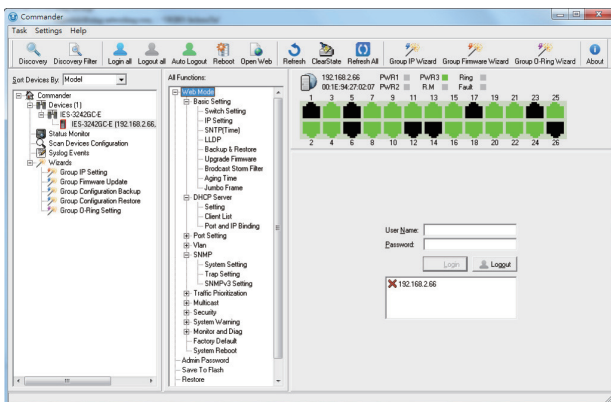 Commander
Task Settings Help
Discovery Discovery Filter Login all Logout all Auto Logout Reboot Open Web Refresh ClearState Refresh All Group IP Wizard Group Firmware Wizard Group O-Ring Wizard About
Sort Devices By: Model
Commander
Devices (1)
IES-3242GC-E
IES-3242GC-E (192.168.2.66.
Status Monitor
Scan Devices Configuration
Syslog Events
Wizards
Group IP Setting
Group Firmware Update
Group Configuration Backup
Group Configuration Restore
Group O-Ring Setting
All Functions:
Web Mode
Basic Setting
Switch Setting
IP Setting
SNTP(Time)
LLDP
Backup & Restore
Upgrade Firmware
Brodcast Storm Filter
Aging Time
Jumbo Frame
DHCP Server
Setting
Client List
Port and IP Binding
Port Setting
Vlan
SNMP
System Setting
Trap Setting
SNMPv3 Setting
Traffic Prioritization
Multicast
Security
System Warning
Monitor and Diag
Factory Default
System Reboot
Admin Password
Save To Flash
Restore
192.168.2.66 PWR1 PWR3 Ring
00:1E:94:27:02:07 PWR2 R.M Fault
1 3 5 7 9 11 13 15 17 19 21 23 25
2 4 6 8 10 12 14 16 18 20 22 24 26
User Name:
Password:
Login Loggut
192.168.2.66